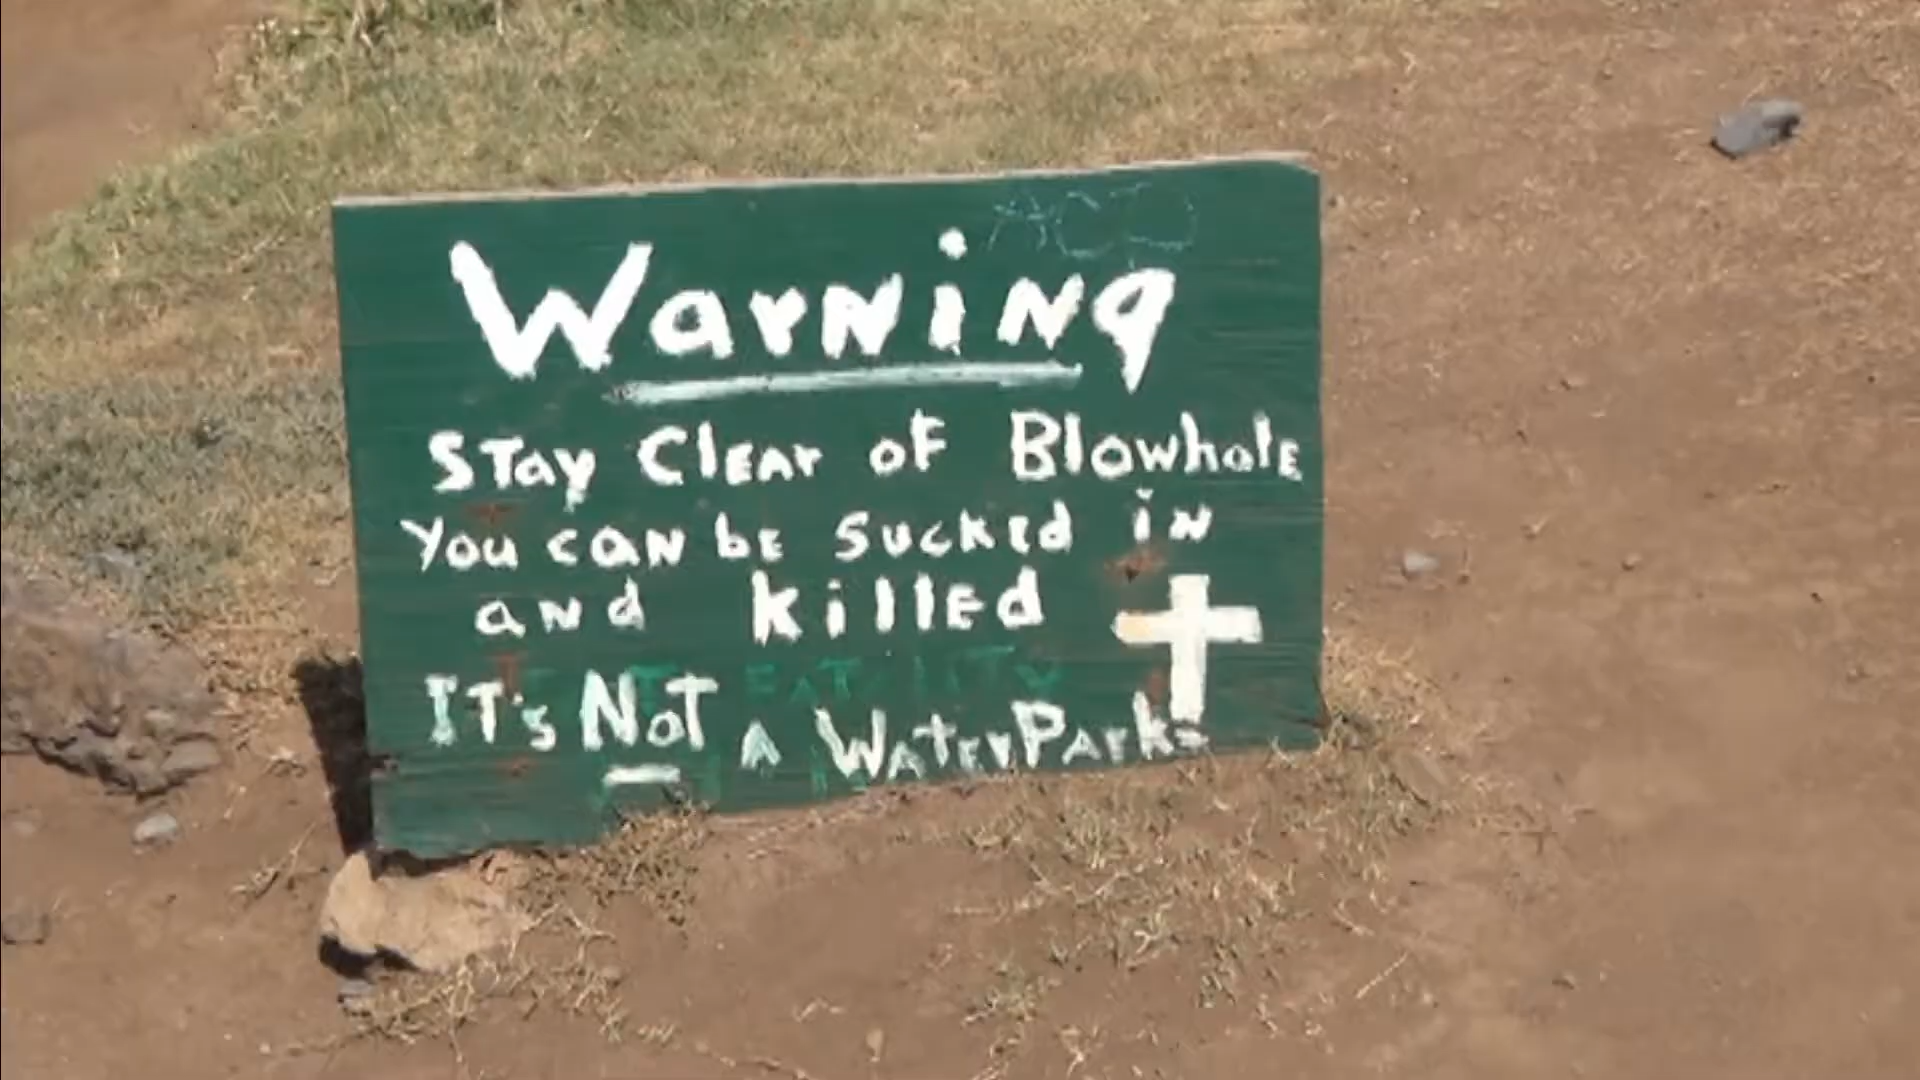 WarNiNg
STay ClEAr oF BlowholE
You caN bE SuckEd iN
aNd killEd
IT's NoT A WaTErPark